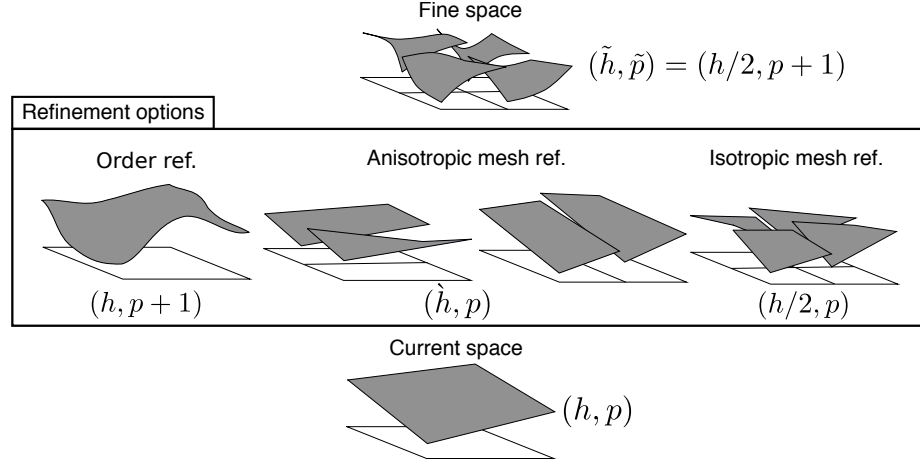 Fine space
(h̃, p̃) = (h/2, p + 1)
Refinement options
Order ref.
Anisotropic mesh ref.
Isotropic mesh ref.
(h, p + 1)
(h̀, p)
(h/2, p)
Current space
(h, p)